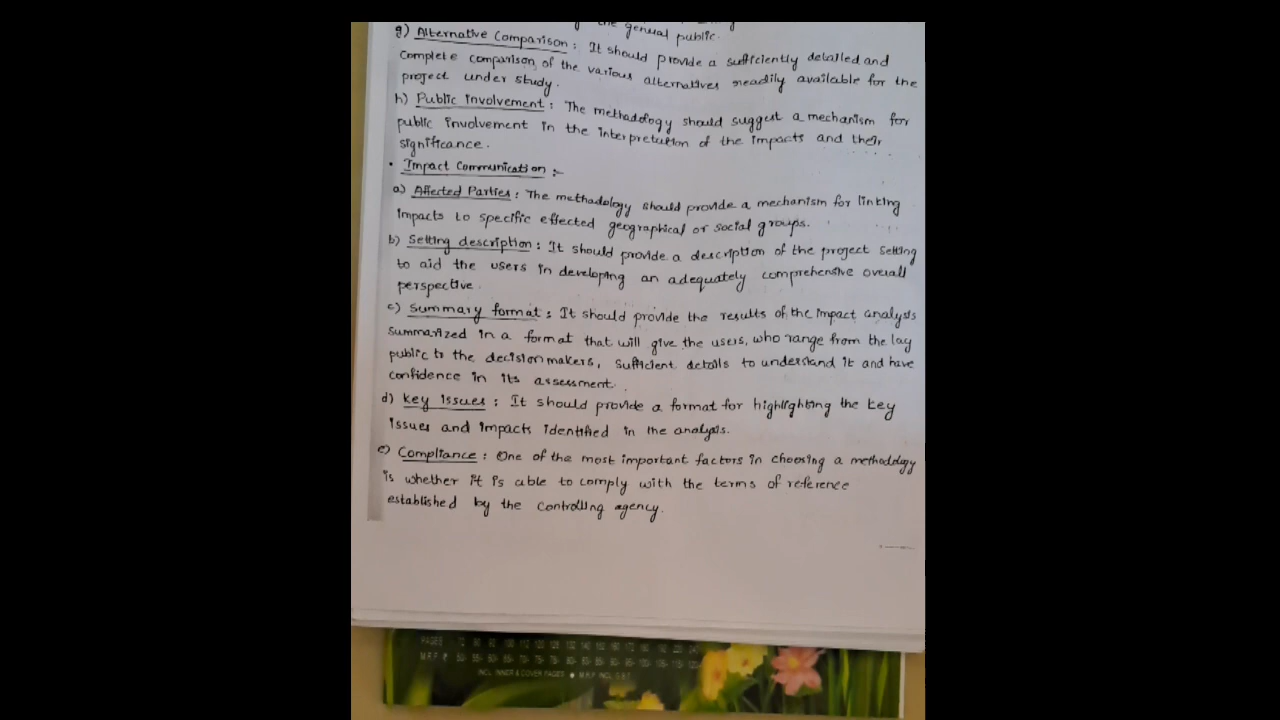 the general public.
g) Alternative Comparison : It should provide a sufficiently detailed and
complete comparison of the various alternatives readily available for the
project under study.
h) Public involvement : The methodology should suggest a mechanism for
public involvement in the interpretation of the impacts and their
significance.
• Impact Communication :-
a) Affected Parties : The methodology should provide a mechanism for linking
impacts to specific effected geographical or social groups.
b) Setting description : It should provide a description of the project setting
to aid the users in developing an adequately comprehensive overall
perspective.
c) Summary format : It should provide the results of the impact analysis
summarized in a format that will give the users, who range from the lay
public to the decision makers, sufficient details to understand it and have
confidence in its assessment.
d) Key issues : It should provide a format for highlighting the key
issues and impacts identified in the analysis.
e) Compliance : One of the most important factors in choosing a methodology
is whether it is able to comply with the terms of reference
established by the controlling agency.
PAGES
M.R.P. ₹
INCL. INNER & COVER PAGES • M.R.P. INCL.